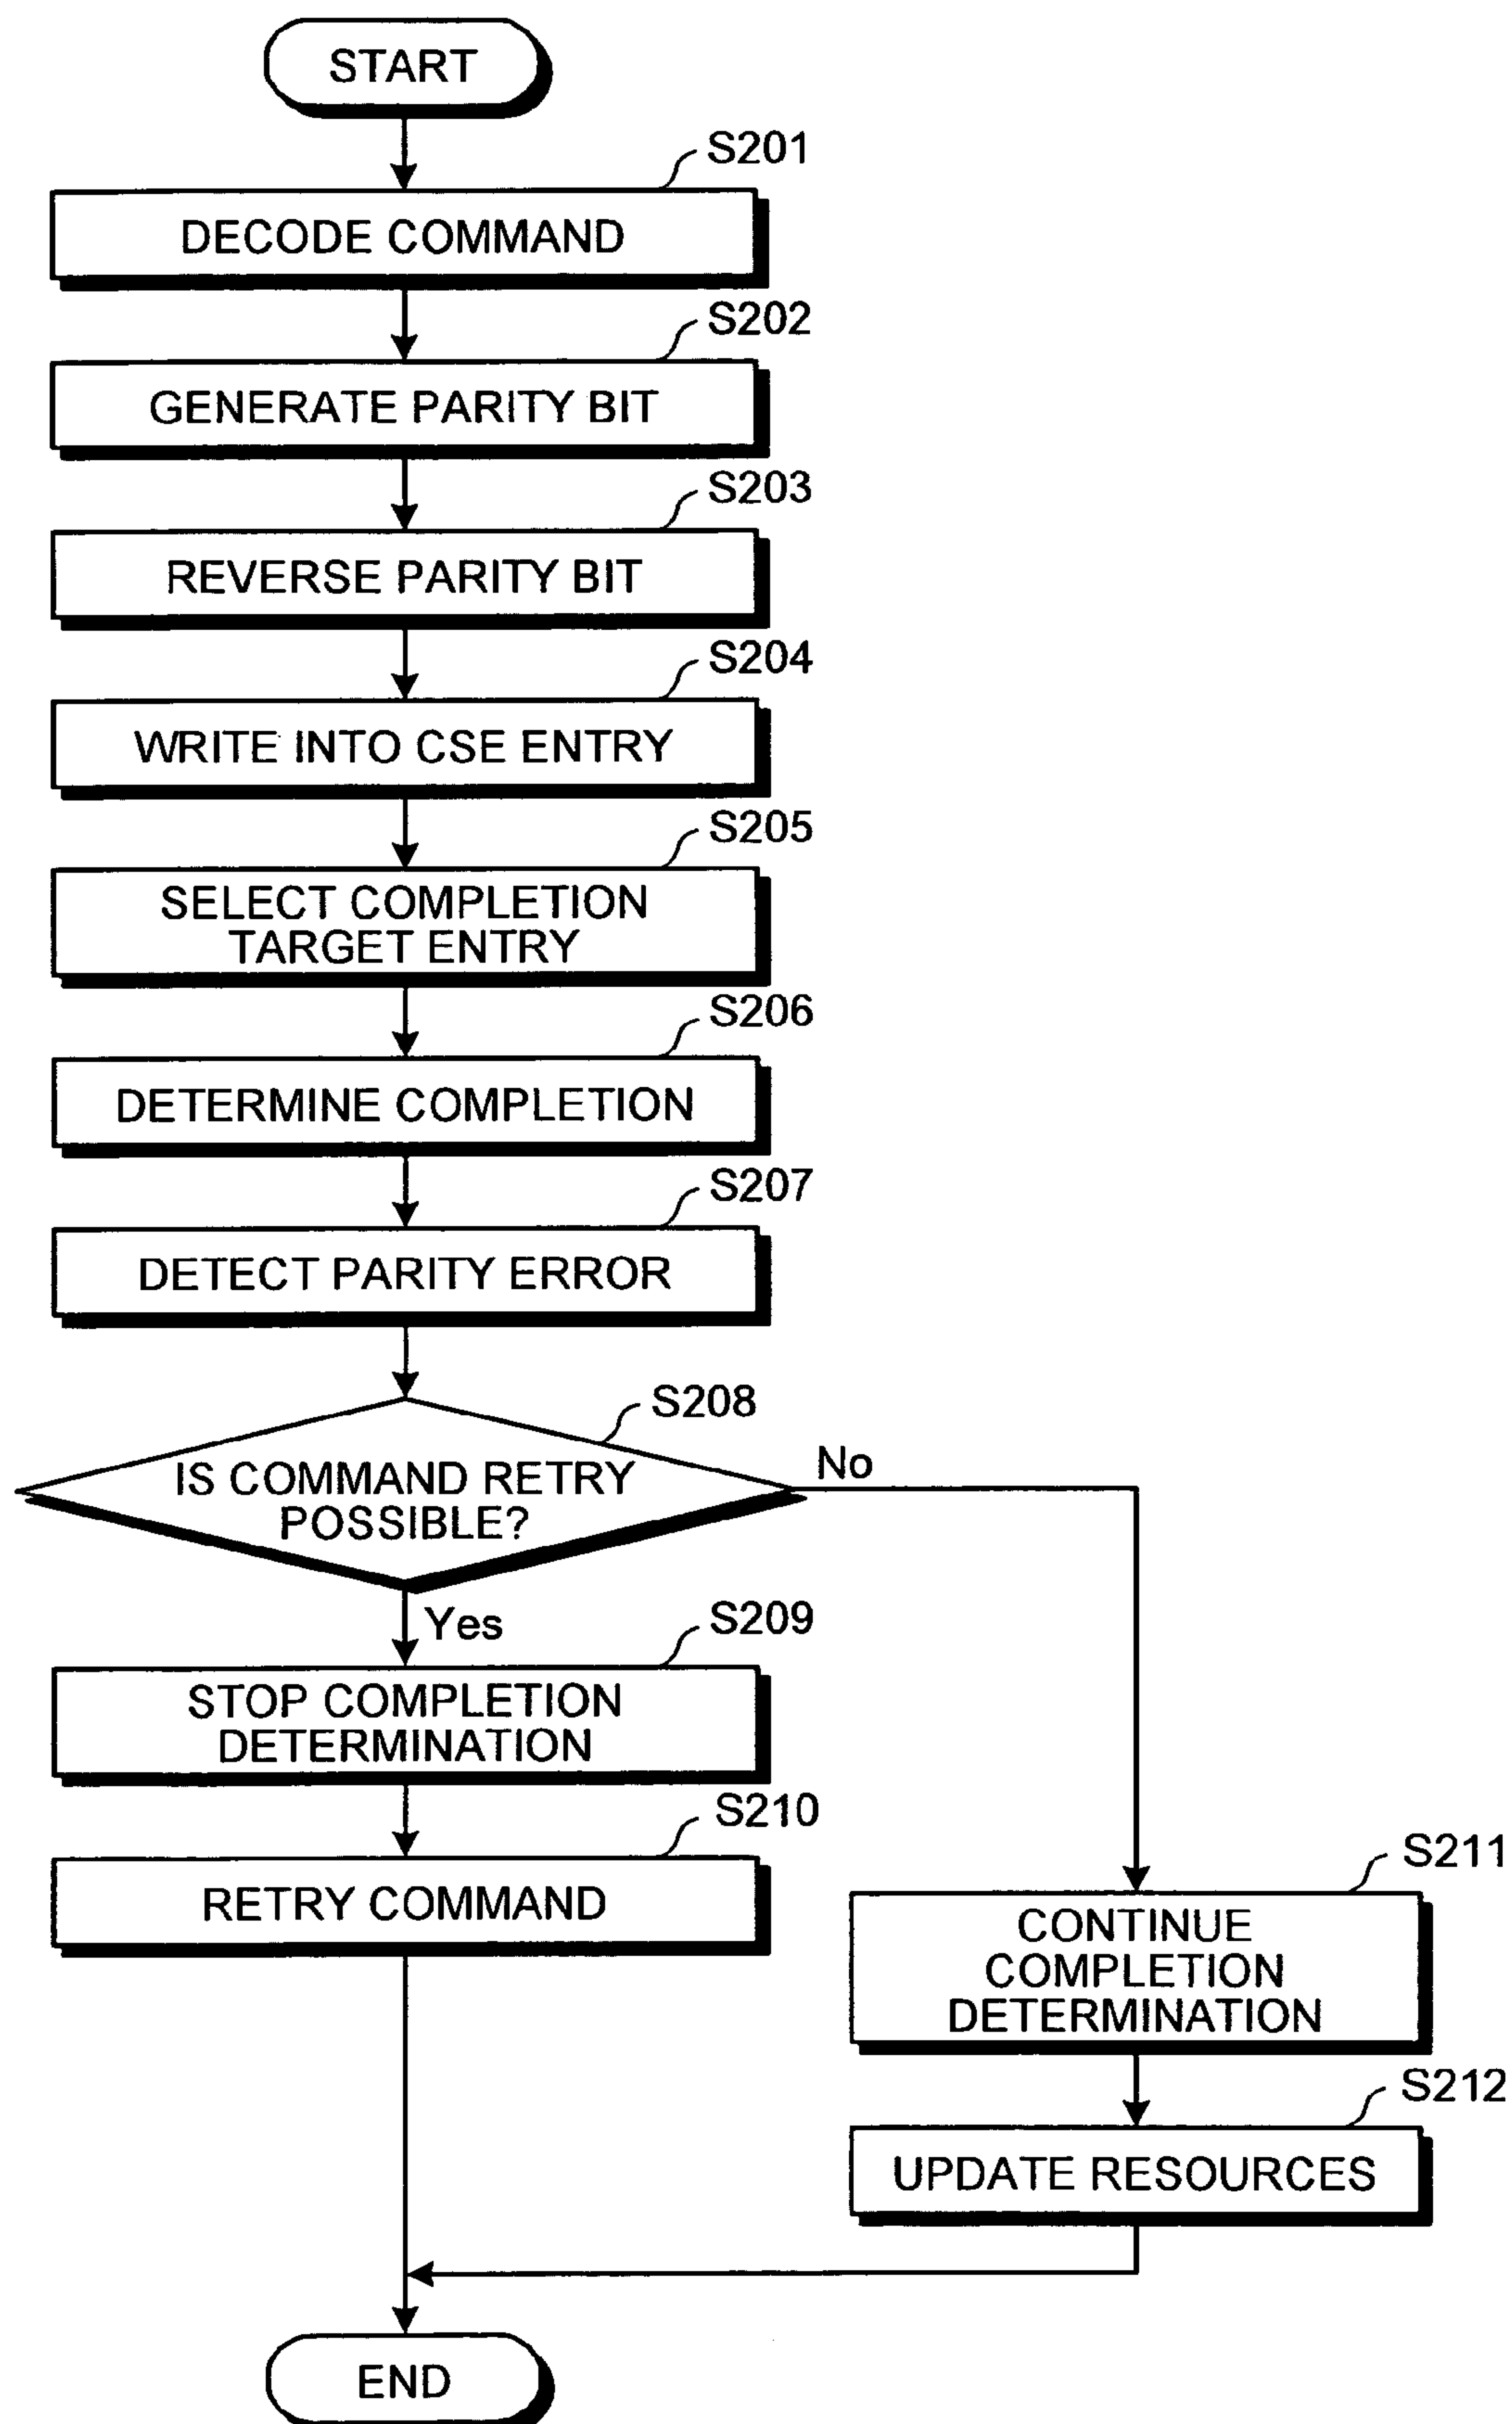 START
S201
DECODE COMMAND
S202
GENERATE PARITY BIT
S203
REVERSE PARITY BIT
S204
WRITE INTO CSE ENTRY
S205
SELECT COMPLETION
TARGET ENTRY
S206
DETERMINE COMPLETION
S207
DETECT PARITY ERROR
S208
IS COMMAND RETRY
POSSIBLE?
No
Yes
S209
STOP COMPLETION
DETERMINATION
S210
RETRY COMMAND
S211
CONTINUE
COMPLETION
DETERMINATION
S212
UPDATE RESOURCES
END